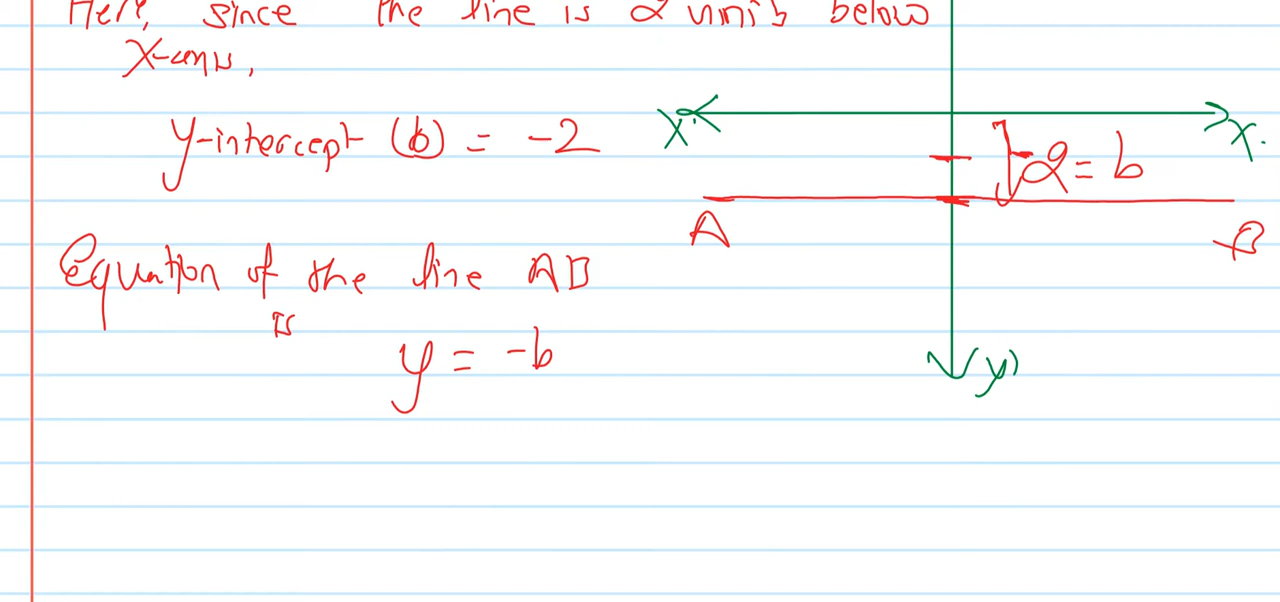 Here, since the line is 2 units below
X-axis,
y-intercept (b) = -2
X'
X
-2 = b
A
B
Equation of the line AB
is
y = -b
y'